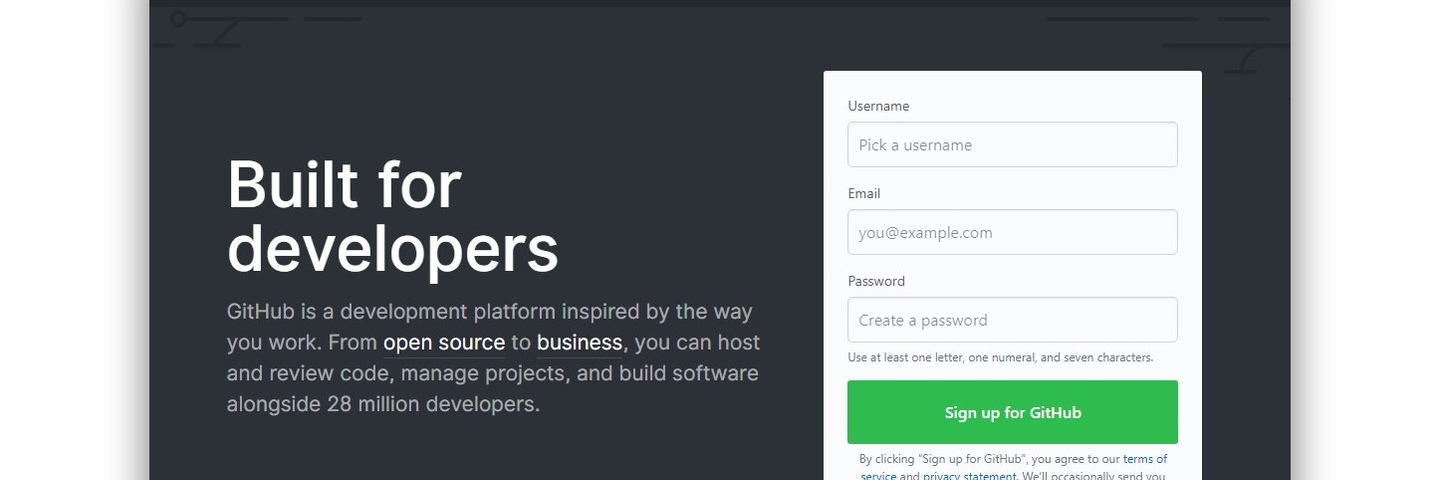 Built for
developers
GitHub is a development platform inspired by the way
you work. From open source to business, you can host
and review code, manage projects, and build software
alongside 28 million developers.
Username
Pick a username
Email
you@example.com
Password
Create a password
Use at least one letter, one numeral, and seven characters.
Sign up for GitHub
By clicking “Sign up for GitHub”, you agree to our terms of
service and privacy statement. We’ll occasionally send you